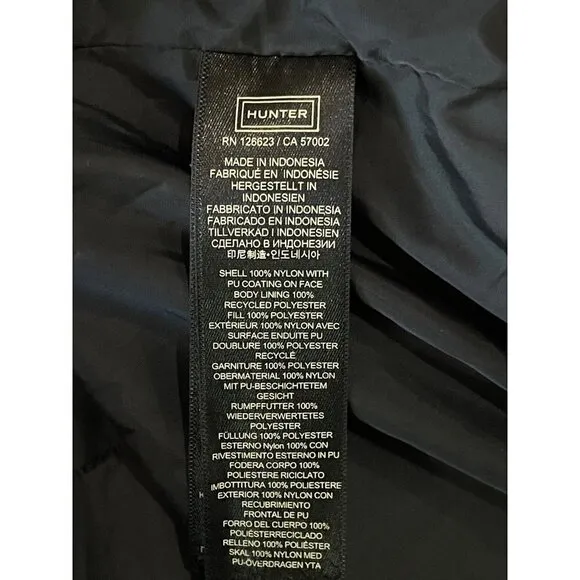 HUNTER
RN 126623 / CA 57002
MADE IN INDONESIA
FABRIQUÉ EN INDONÉSIE
HERGESTELLT IN
INDONESIEN
FABBRICATO IN INDONESIA
FABRICADO EN INDONESIA
TILLVERKAD I INDONESIEN
СДЕЛАНО В ИНДОНЕЗИИ
印尼制造•인도네시아
SHELL 100% NYLON WITH
PU COATING ON FACE
BODY LINING 100%
RECYCLED POLYESTER
FILL 100% POLYESTER
EXTÉRIEUR 100% NYLON AVEC
SURFACE ENDUITE PU
DOUBLURE 100% POLYESTER
RECYCLÉ
GARNITURE 100% POLYESTER
OBERMATERIAL 100% NYLON
MIT PU-BESCHICHTETEM
GESICHT
RUMPFFUTTER 100%
WIEDERVERWERTETES
POLYESTER
FÜLLUNG 100% POLYESTER
ESTERNO Nylon 100% CON
RIVESTIMENTO ESTERNO IN PU
FODERA CORPO 100%
POLIESTERE RICICLATO
IMBOTTITURA 100% POLIESTERE
EXTERIOR 100% NYLON CON
RECUBRIMIENTO
FRONTAL DE PU
FORRO DEL CUERPO 100%
POLIÉSTER RECICLADO
RELLENO 100% POLIÉSTER
SKAL 100% NYLON MED
PU-ÖVERDRAGEN YTA